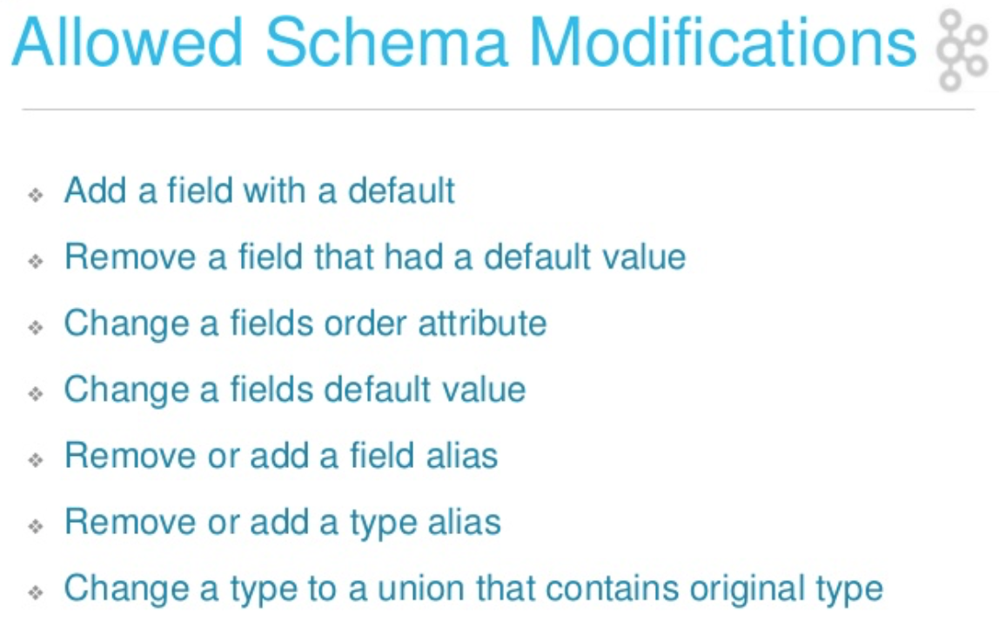 Allowed Schema Modifications
Add a field with a default
Remove a field that had a default value
Change a fields order attribute
Change a fields default value
Remove or add a field alias
Remove or add a type alias
Change a type to a union that contains original type